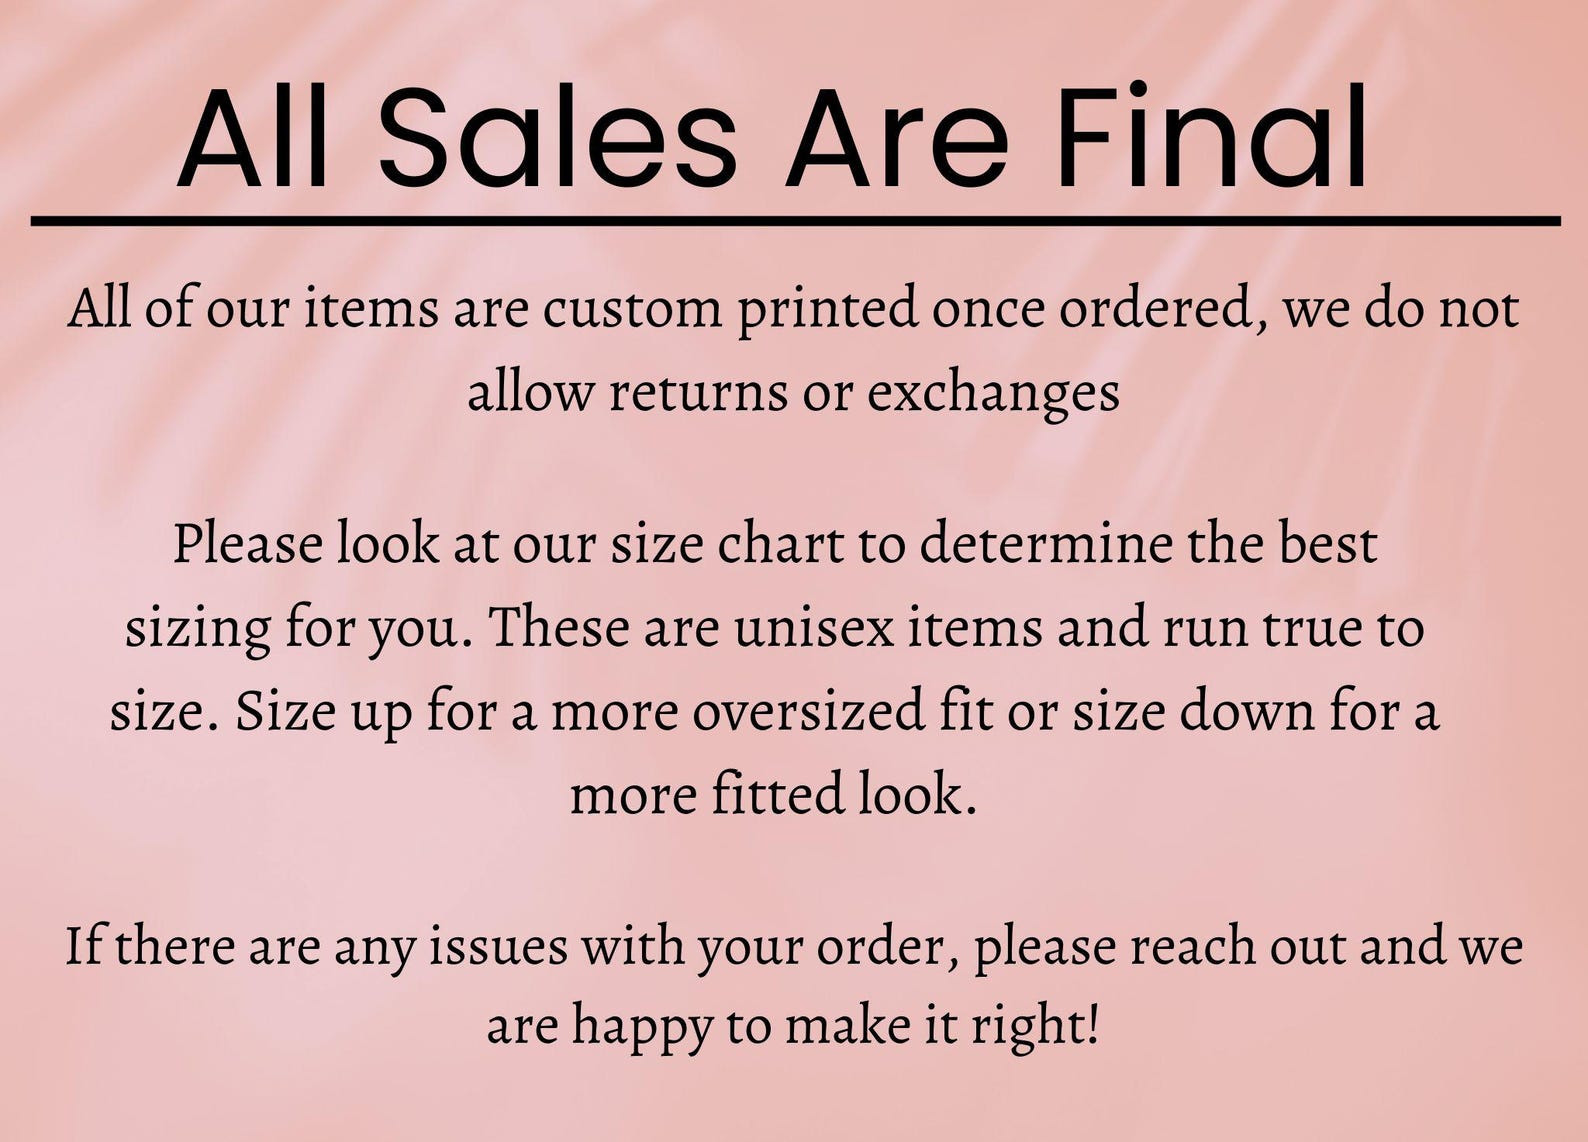 All Sales Are Final
All of our items are custom printed once ordered, we do not
allow returns or exchanges
Please look at our size chart to determine the best
sizing for you. These are unisex items and run true to
size. Size up for a more oversized fit or size down for a
more fitted look.
If there are any issues with your order, please reach out and we
are happy to make it right!